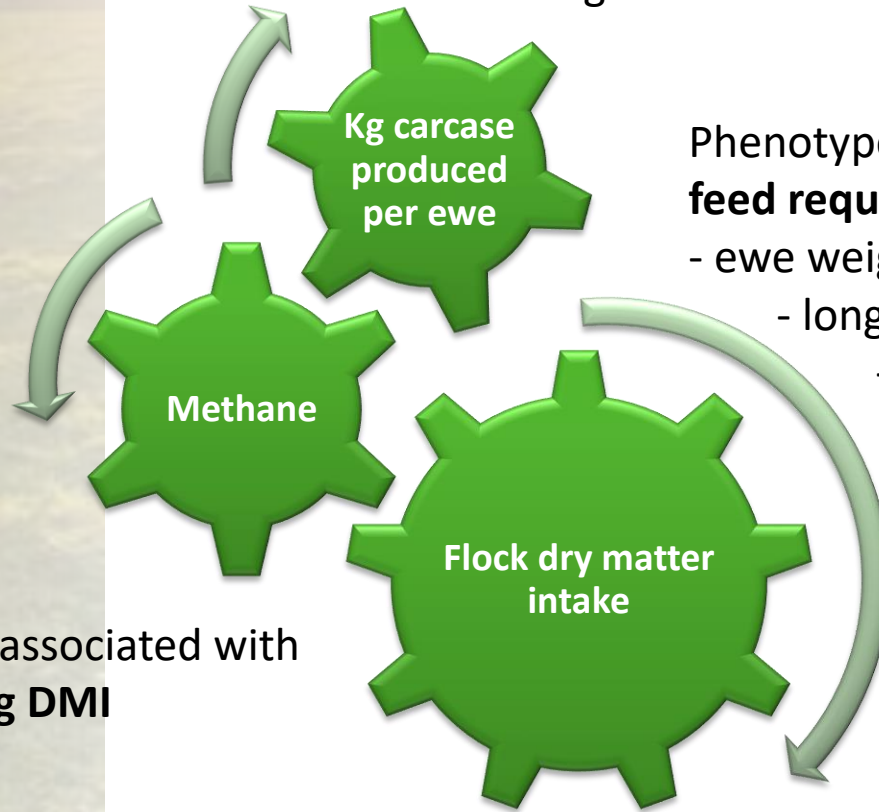 Kg carcase
produced
per ewe
Phenotype
feed requ
- ewe weig
- long
-
Methane
Flock dry matter
intake
associated with
g DMI